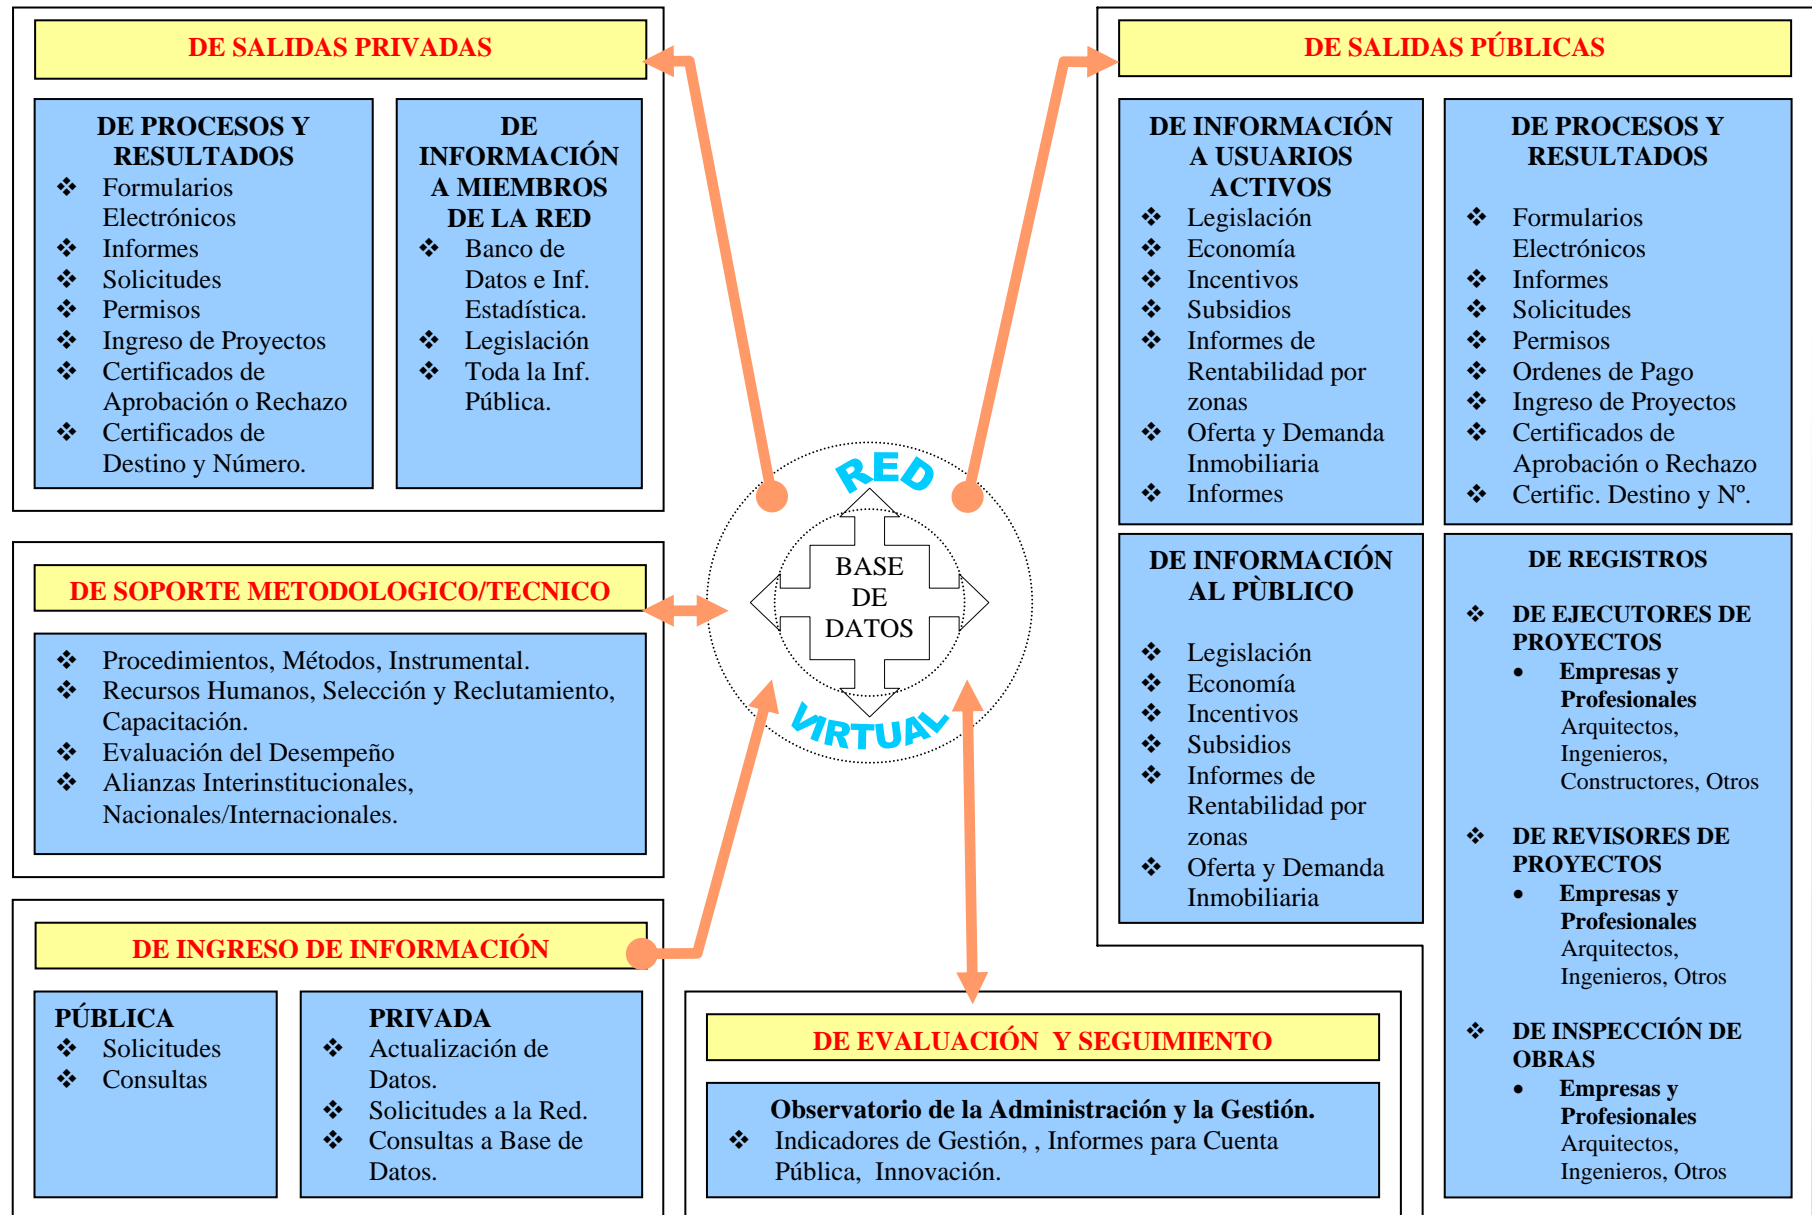 DE SALIDAS PRIVADAS
DE PROCESOS Y
RESULTADOS
❖ Formularios
Electrónicos
❖ Informes
❖ Solicitudes
❖ Permisos
❖ Ingreso de Proyectos
❖ Certificados de
Aprobación o Rechazo
❖ Certificados de
Destino y Número.
DE
INFORMACIÓN
A MIEMBROS
DE LA RED
❖ Banco de
Datos e Inf.
Estadística.
❖ Legislación
❖ Toda la Inf.
Pública.
DE SOPORTE METODOLOGICO/TECNICO
❖ Procedimientos, Métodos, Instrumental.
❖ Recursos Humanos, Selección y Reclutamiento,
Capacitación.
❖ Evaluación del Desempeño
❖ Alianzas Interinstitucionales,
Nacionales/Internacionales.
DE INGRESO DE INFORMACIÓN
PÚBLICA
❖ Solicitudes
❖ Consultas
PRIVADA
❖ Actualización de
Datos.
❖ Solicitudes a la Red.
❖ Consultas a Base de
Datos.
RED
BASE
DE
DATOS
VIRTUAL
DE EVALUACIÓN  Y SEGUIMIENTO
Observatorio de la Administración y la Gestión.
❖ Indicadores de Gestión, , Informes para Cuenta
Pública,  Innovación.
DE SALIDAS PÚBLICAS
DE INFORMACIÓN
A USUARIOS
ACTIVOS
❖ Legislación
❖ Economía
❖ Incentivos
❖ Subsidios
❖ Informes de
Rentabilidad por
zonas
❖ Oferta y Demanda
Inmobiliaria
❖ Informes
DE PROCESOS Y
RESULTADOS
❖ Formularios
Electrónicos
❖ Informes
❖ Solicitudes
❖ Permisos
❖ Ordenes de Pago
❖ Ingreso de Proyectos
❖ Certificados de
Aprobación o Rechazo
❖ Certific. Destino y Nº.
DE INFORMACIÓN
AL PÙBLICO
❖ Legislación
❖ Economía
❖ Incentivos
❖ Subsidios
❖ Informes de
Rentabilidad por
zonas
❖ Oferta y Demanda
Inmobiliaria
DE REGISTROS
❖ DE EJECUTORES DE
PROYECTOS
• Empresas y
Profesionales
Arquitectos,
Ingenieros,
Constructores, Otros
❖ DE REVISORES DE
PROYECTOS
• Empresas y
Profesionales
Arquitectos,
Ingenieros, Otros
❖ DE INSPECCIÓN DE
OBRAS
• Empresas y
Profesionales
Arquitectos,
Ingenieros, Otros